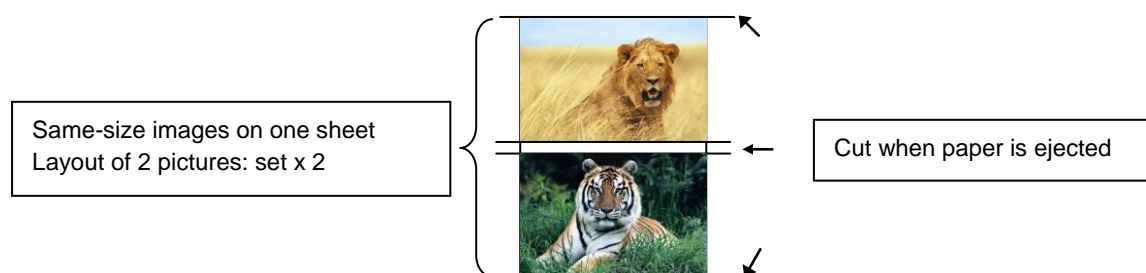 Same-size images on one sheet
Layout of 2 pictures: set x 2
Cut when paper is ejected